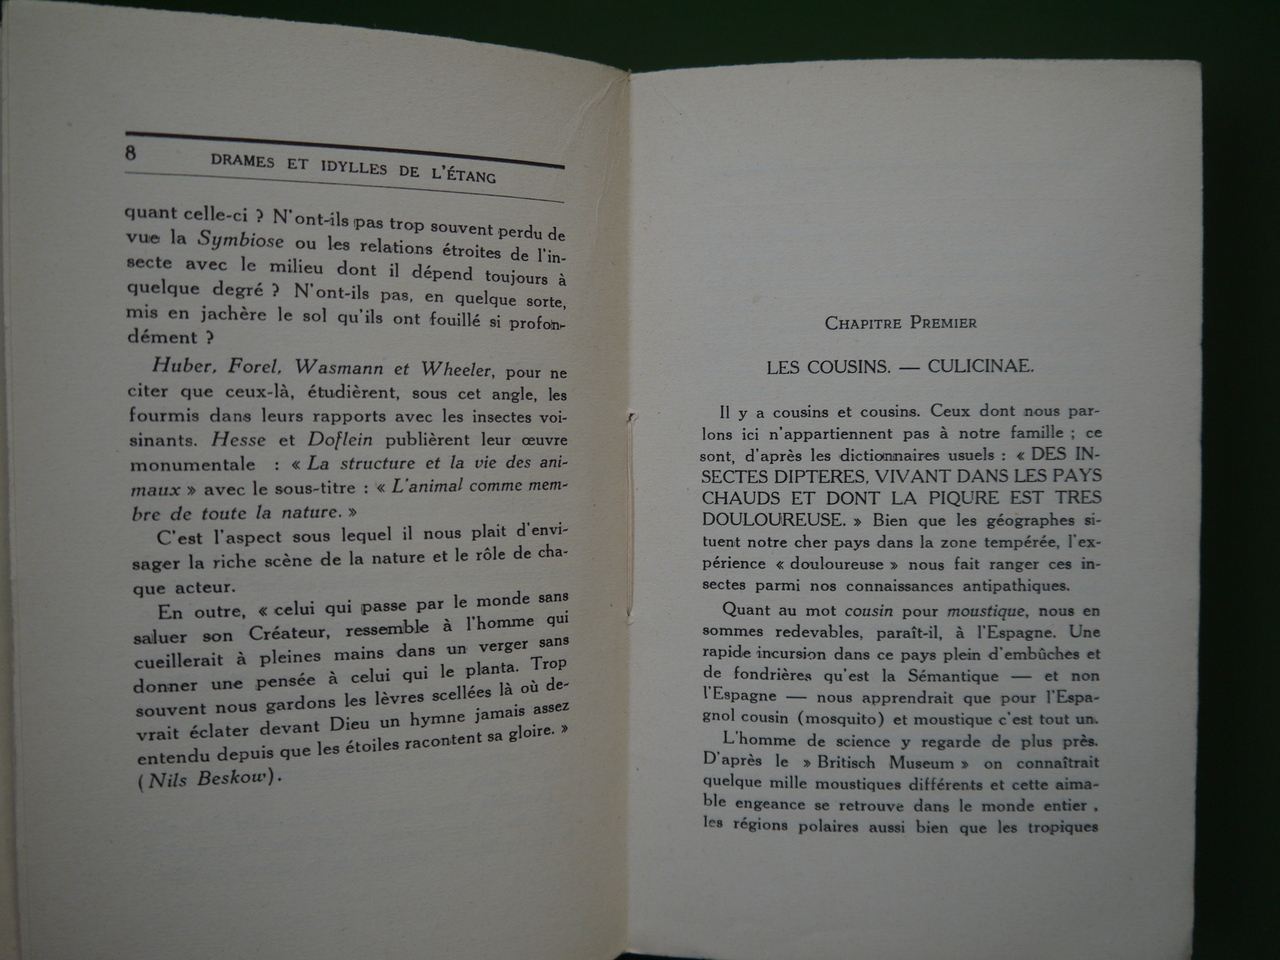 8 DRAMES ET IDYLLES DE L'ÉTANG
quant celle-ci ? N'ont-ils pas trop souvent perdu de
vue la Symbiose ou les relations étroites de l'in-
secte avec le milieu dont il dépend toujours à
quelque degré ? N'ont-ils pas, en quelque sorte,
mis en jachère le sol qu'ils ont fouillé si profon-
dément ?
Huber, Forel, Wasmann et Wheeler, pour ne
citer que ceux-là, étudièrent, sous cet angle, les
fourmis dans leurs rapports avec les insectes voi-
sinants. Hesse et Doflein publièrent leur œuvre
monumentale : « La structure et la vie des ani-
maux » avec le sous-titre : « L'animal comme mem-
bre de toute la nature. »
C'est l'aspect sous lequel il nous plait d'envi-
sager la riche scène de la nature et le rôle de cha-
que acteur.
En outre, « celui qui passe par le monde sans
saluer son Créateur, ressemble à l'homme qui
cueillerait à pleines mains dans un verger sans
donner une pensée à celui qui le planta. Trop
souvent nous gardons les lèvres scellées là où de-
vrait éclater devant Dieu un hymne jamais assez
entendu depuis que les étoiles racontent sa gloire. »
(Nils Beskow).
CHAPITRE PREMIER
LES COUSINS. — CULICINAE.
Il y a cousins et cousins. Ceux dont nous par-
lons ici n'appartiennent pas à notre famille ; ce
sont, d'après les dictionnaires usuels : « DES IN-
SECTES DIPTERES, VIVANT DANS LES PAYS
CHAUDS ET DONT LA PIQURE EST TRES
DOULOUREUSE. » Bien que les géographes si-
tuent notre cher pays dans la zone tempérée, l'ex-
périence « douloureuse » nous fait ranger ces in-
sectes parmi nos connaissances antipathiques.
Quant au mot cousin pour moustique, nous en
sommes redevables, paraît-il, à l'Espagne. Une
rapide incursion dans ce pays plein d'embûches et
de fondrières qu'est la Sémantique — et non
l'Espagne — nous apprendrait que pour l'Espa-
gnol cousin (mosquito) et moustique c'est tout un.
L'homme de science y regarde de plus près.
D'après le » Britisch Museum » on connaîtrait
quelque mille moustiques différents et cette aima-
ble engeance se retrouve dans le monde entier ,
les régions polaires aussi bien que les tropiques